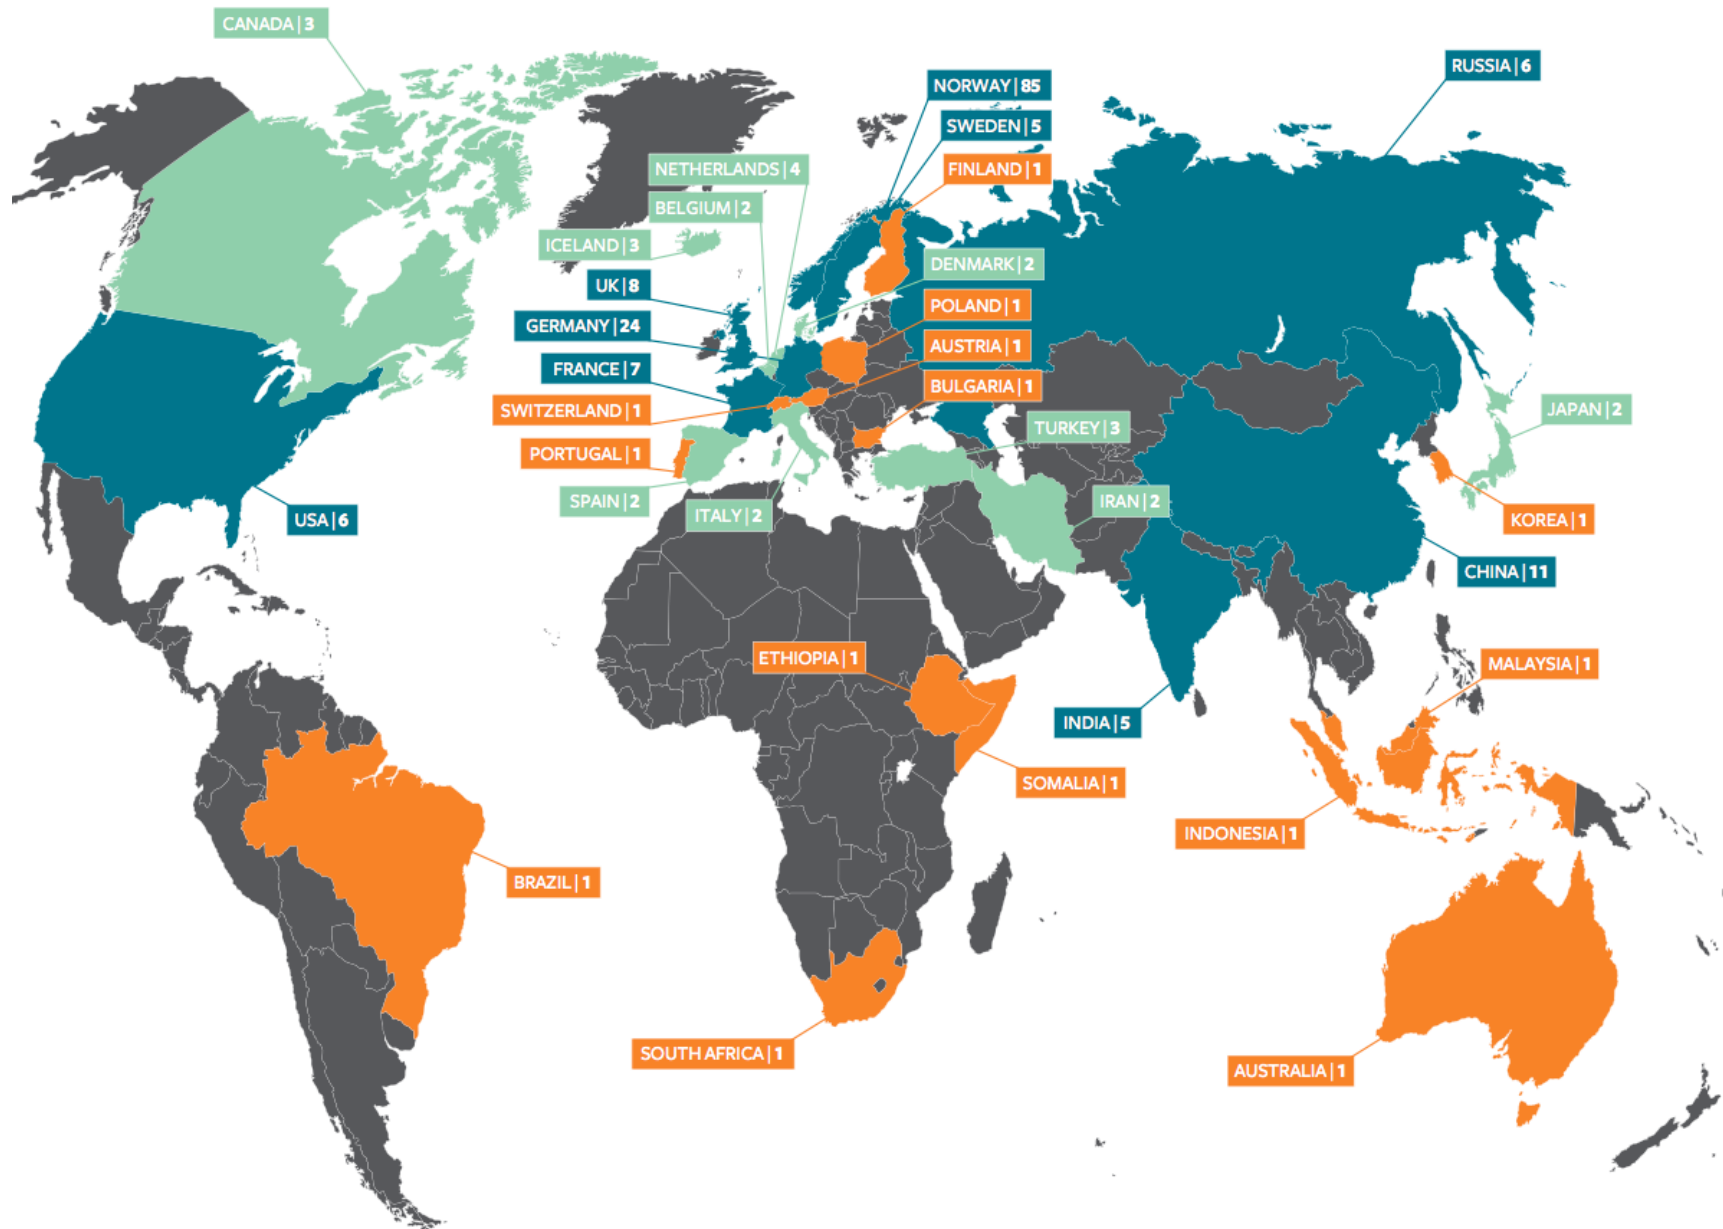 CANADA | 3
RUSSIA | 6
NORWAY | 85
SWEDEN | 5
NETHERLANDS | 4
FINLAND | 1
BELGIUM | 2
ICELAND | 3
DENMARK | 2
UK | 8
POLAND | 1
GERMANY | 24
AUSTRIA | 1
FRANCE | 7
BULGARIA | 1
SWITZERLAND | 1
JAPAN | 2
TURKEY | 3
PORTUGAL | 1
SPAIN | 2
IRAN | 2
ITALY | 2
USA | 6
KOREA | 1
CHINA | 11
ETHIOPIA | 1
MALAYSIA | 1
INDIA | 5
SOMALIA | 1
INDONESIA | 1
BRAZIL | 1
SOUTH AFRICA | 1
AUSTRALIA | 1